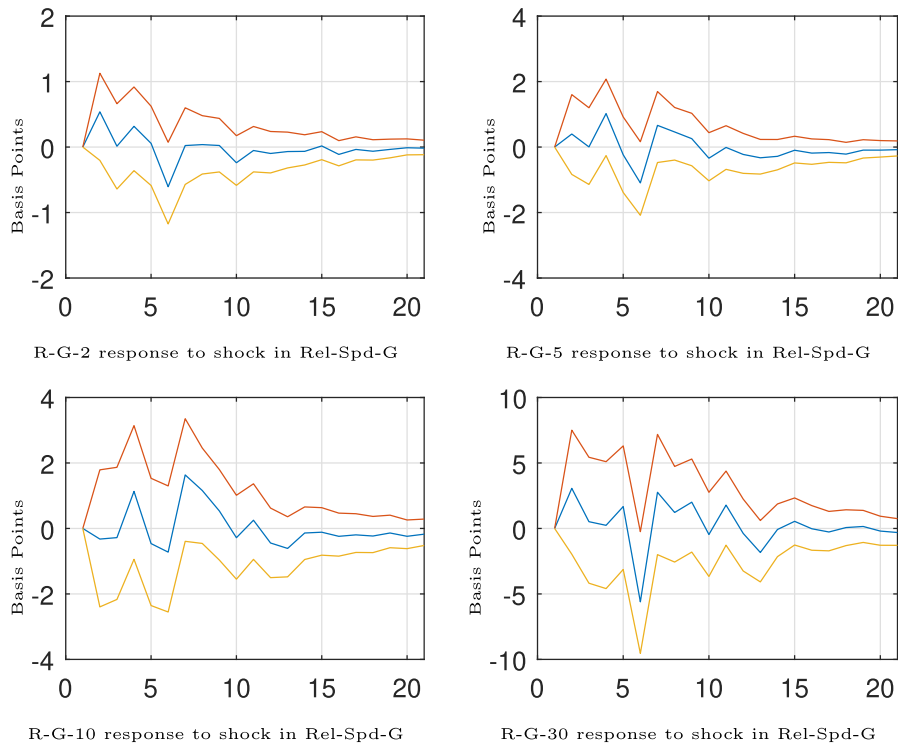 2
1
0
-1
-2
Basis Points
0 5 10 15 20
R-G-2 response to shock in Rel-Spd-G
4
2
0
-2
-4
Basis Points
0 5 10 15 20
R-G-5 response to shock in Rel-Spd-G
4
2
0
-2
-4
Basis Points
0 5 10 15 20
R-G-10 response to shock in Rel-Spd-G
10
5
0
-5
-10
Basis Points
0 5 10 15 20
R-G-30 response to shock in Rel-Spd-G